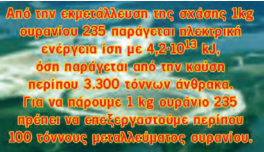 Από την εκμετάλλευση της σχάσης 1kg
ουρανίου 235 παράγεται ηλεκτρική
ενέργεια ίση με 4,2·10¹³ kJ,
όση παράγεται από την καύση
περίπου 3.300 τόννων άνθρακα.
Για να πάρουμε 1 kg ουράνιο 235
πρέπει να επεξεργαστούμε περίπου
100 τόννους μεταλλεύματος ουρανίου.